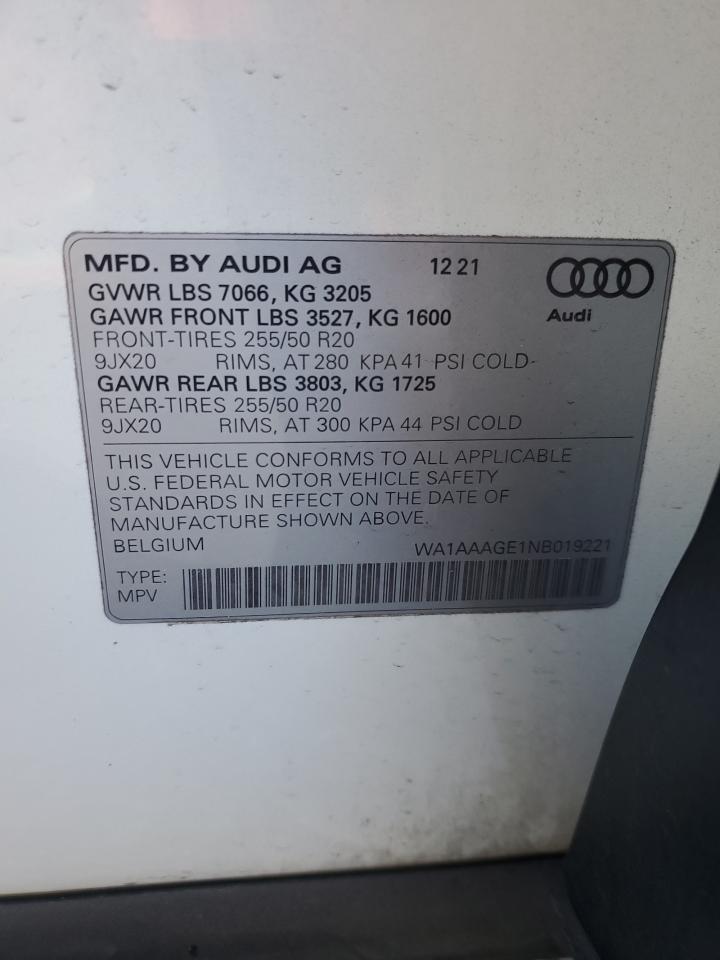 MFD. BY AUDI AG 12 21
GVWR LBS 7066, KG 3205
GAWR FRONT LBS 3527, KG 1600
Audi
FRONT-TIRES 255/50 R20
9JX20 RIMS, AT 280 KPA 41 PSI COLD
GAWR REAR LBS 3803, KG 1725
REAR-TIRES 255/50 R20
9JX20 RIMS, AT 300 KPA 44 PSI COLD
THIS VEHICLE CONFORMS TO ALL APPLICABLE
U.S. FEDERAL MOTOR VEHICLE SAFETY
STANDARDS IN EFFECT ON THE DATE OF
MANUFACTURE SHOWN ABOVE.
BELGIUM WA1AAAGE1NB019221
TYPE:
MPV